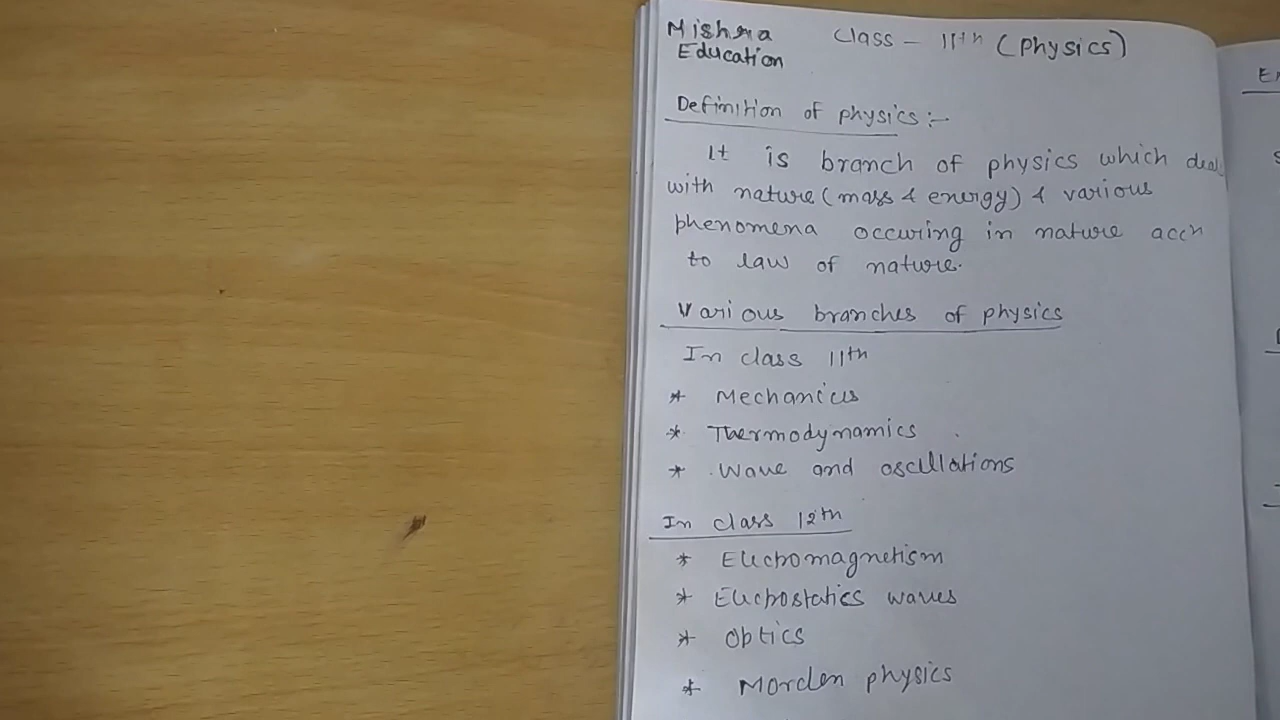 Mishra Education
Class - 11th (Physics)
Definition of physics :-
It is branch of physics which deals
with nature (mass & energy) & various
phenomena occuring in nature accn
to law of nature.
Various branches of physics
In class 11th
* Mechanics
* Thermodynamics
* Wave and oscillations
In class 12th
* Electromagnetism
* Electrostatics waves
* Optics
* Morden physics